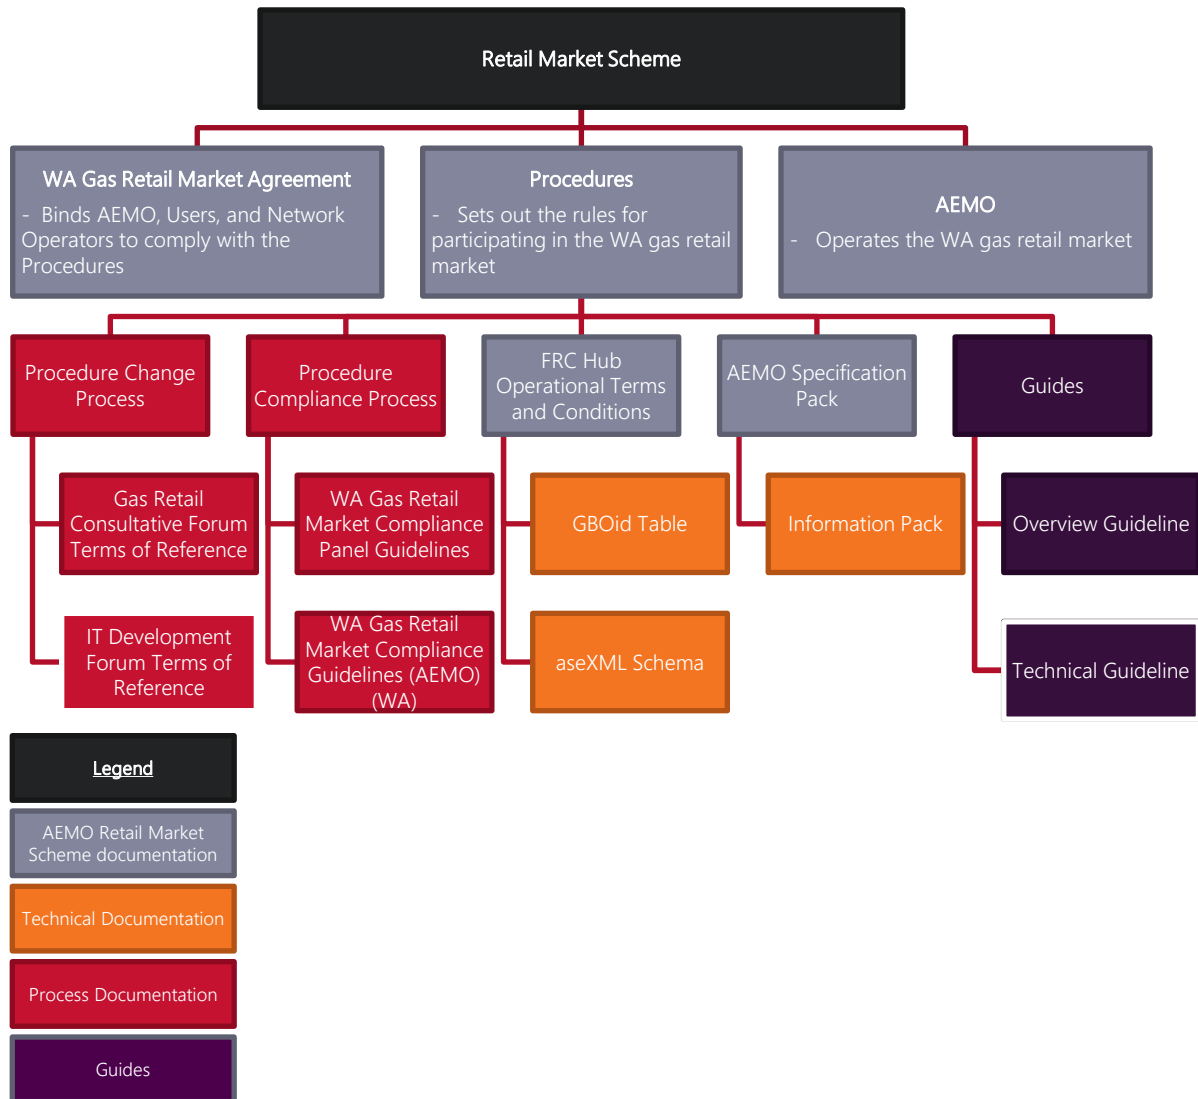 Retail Market Scheme
WA Gas Retail Market Agreement
- Binds AEMO, Users, and Network
Operators to comply with the
Procedures
Procedures
- Sets out the rules for
participating in the WA gas retail
market
AEMO
- Operates the WA gas retail market
Procedure Change
Process
Procedure
Compliance Process
FRC Hub
Operational Terms
and Conditions
AEMO Specification
Pack
Guides
Gas Retail
Consultative Forum
Terms of Reference
WA Gas Retail
Market Compliance
Panel Guidelines
GBOid Table
Information Pack
Overview Guideline
IT Development
Forum Terms of
Reference
WA Gas Retail
Market Compliance
Guidelines (AEMO)
(WA)
aseXML Schema
Technical Guideline
Legend
AEMO Retail Market
Scheme documentation
Technical Documentation
Process Documentation
Guides